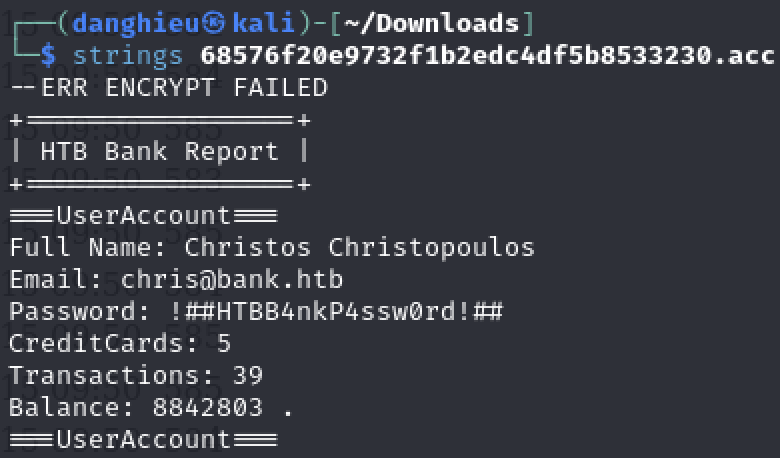 ┌──(danghieu㉿kali)-[~/Downloads]
└─$ strings 68576f20e9732f1b2edc4df5b8533230.acc
--ERR ENCRYPT FAILED
+=================+
| HTB Bank Report |
+=================+
===UserAccount===
Full Name: Christos Christopoulos
Email: chris@bank.htb
Password: !##HTBB4nkP4ssw0rd!##
CreditCards: 5
Transactions: 39
Balance: 8842803 .
===UserAccount===